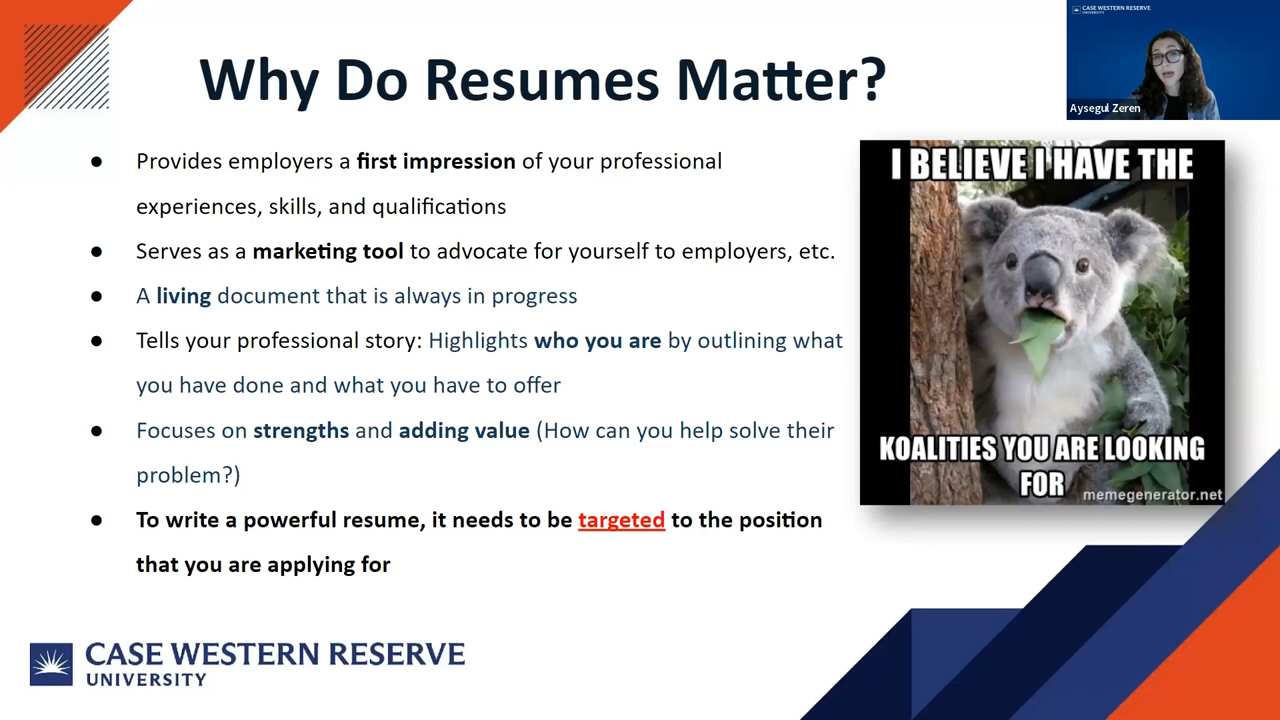 Why Do Resumes Matter?
CASE WESTERN RESERVE
UNIVERSITY
Aysegul Zeren
● Provides employers a first impression of your professional
experiences, skills, and qualifications
● Serves as a marketing tool to advocate for yourself to employers, etc.
● A living document that is always in progress
● Tells your professional story: Highlights who you are by outlining what
you have done and what you have to offer
● Focuses on strengths and adding value (How can you help solve their
problem?)
● To write a powerful resume, it needs to be targeted to the position
that you are applying for
I BELIEVE I HAVE THE
KOALITIES YOU ARE LOOKING
FOR
memegenerator.net
CASE WESTERN RESERVE
UNIVERSITY